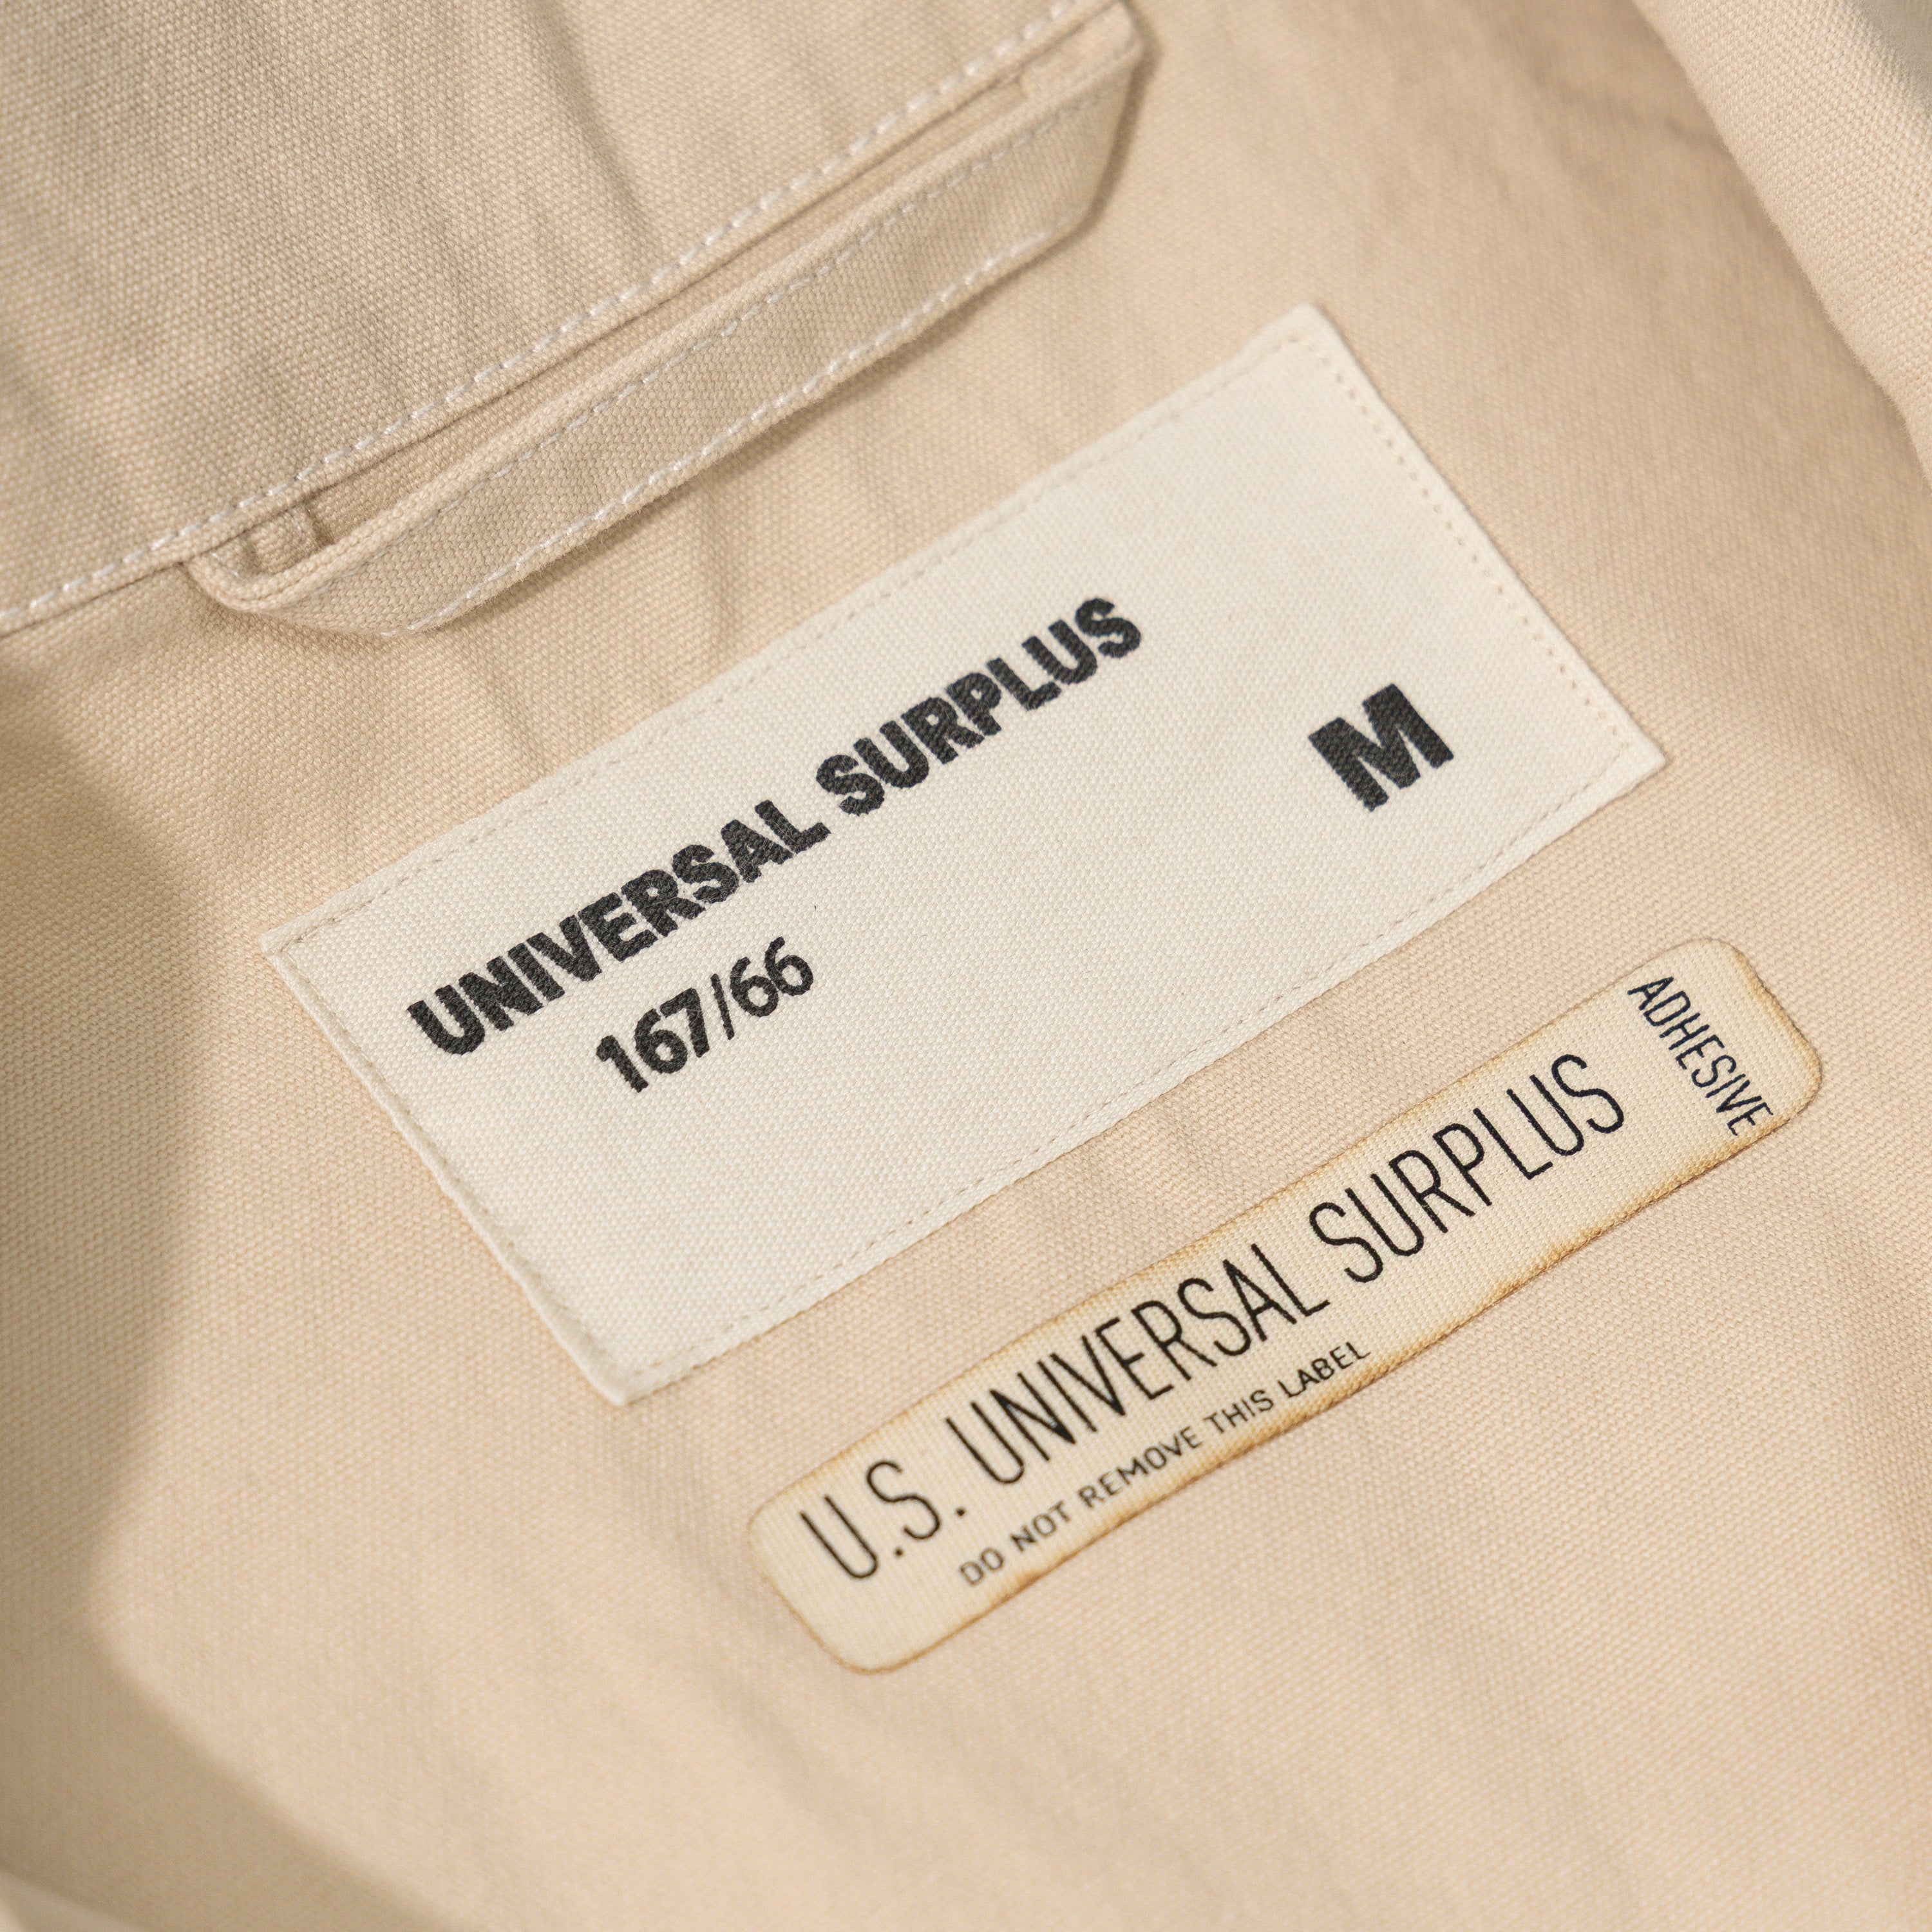 UNIVERSAL SURPLUS
167/66
M
U.S. UNIVERSAL SURPLUS
DO NOT REMOVE THIS LABEL
ADHESIVE